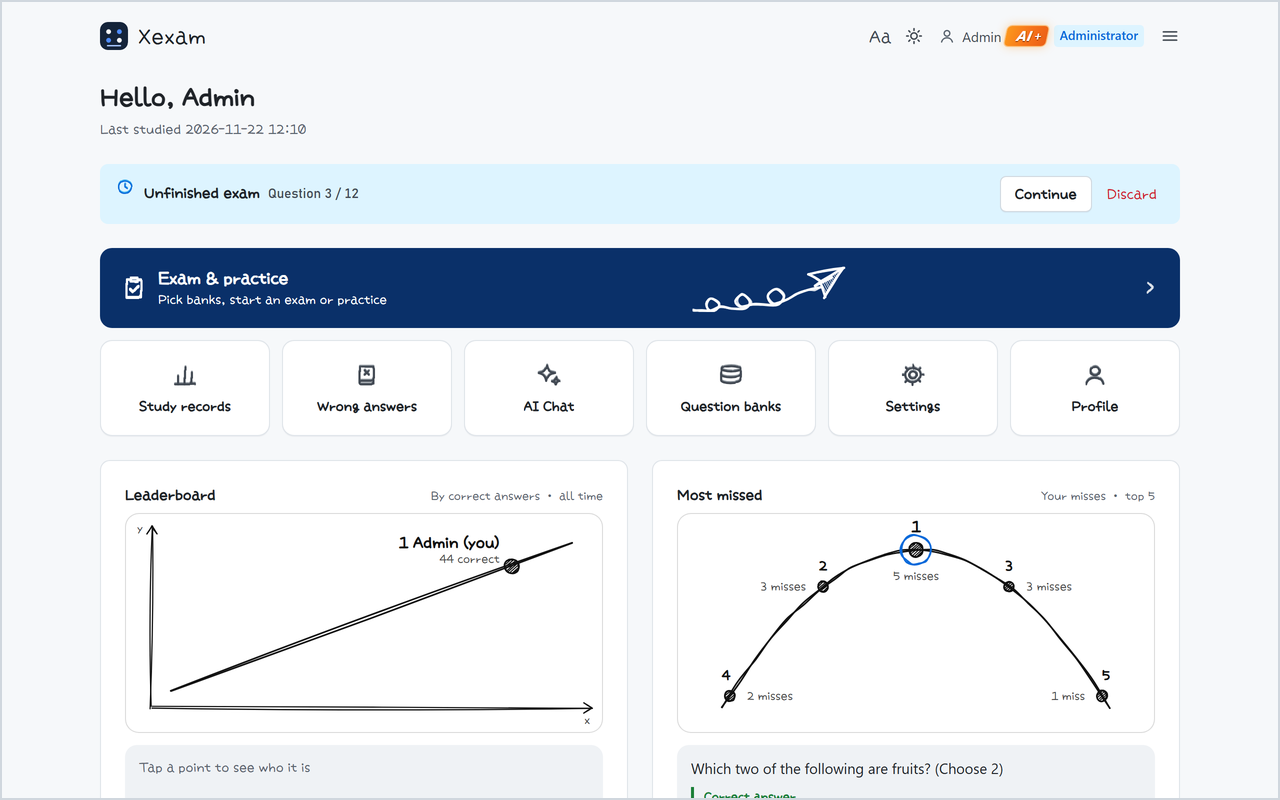 Xexam
Aa Admin AI+ Administrator
Hello, Admin
Last studied 2026-11-22 12:10
Unfinished exam Question 3 / 12 Continue Discard
Exam & practice
Pick banks, start an exam or practice
Study records Wrong answers AI Chat Question banks Settings Profile
Leaderboard By correct answers • all time
y
1 Admin (you)
44 correct
x
Tap a point to see who it is
Most missed Your misses • top 5
1
5 misses
2
3 misses
3
3 misses
4
2 misses
5
1 miss
Which two of the following are fruits? (Choose 2)
Correct answer